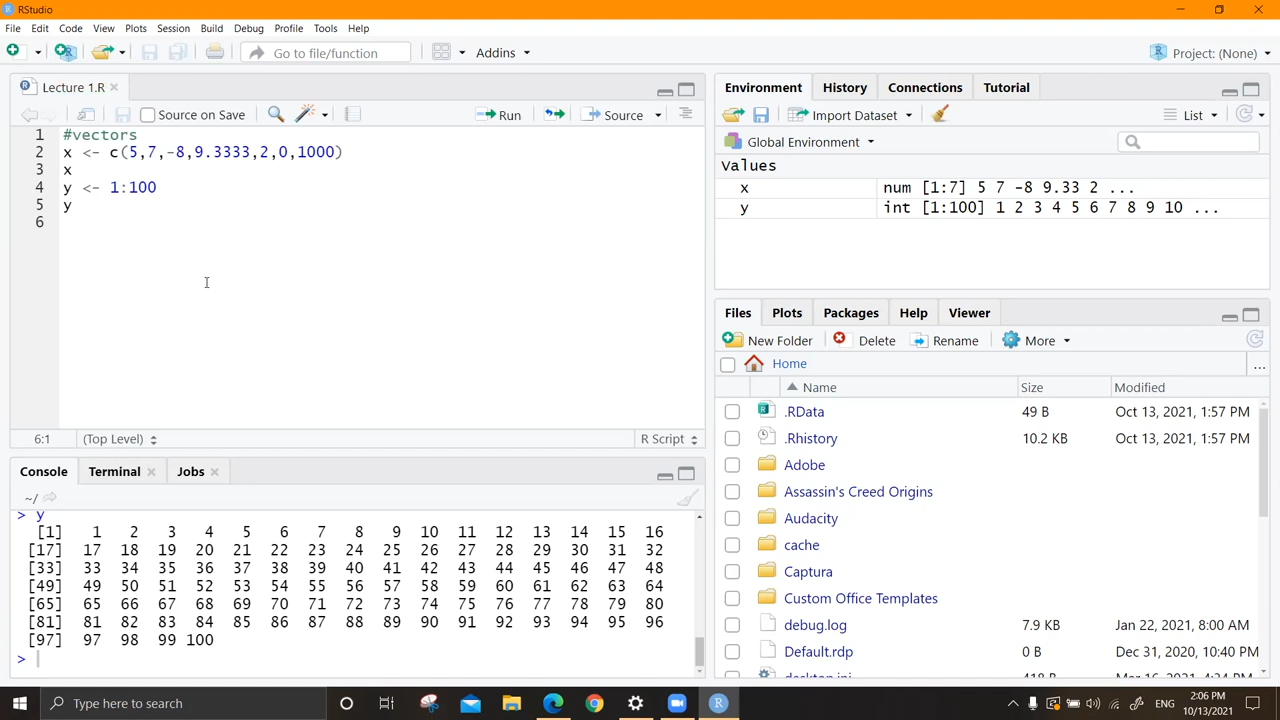 RStudio
File Edit Code View Plots Session Build Debug Profile Tools Help
Go to file/function Addins Project: (None)
Lecture 1.R
Source on Save Run Source
1 #vectors
2 x <- c(5,7,-8,9.3333,2,0,1000)
3 x
4 y <- 1:100
5 y
6
6:1 (Top Level) R Script
Console Terminal Jobs
~/
> y
[1] 1 2 3 4 5 6 7 8 9 10 11 12 13 14 15 16
[17] 17 18 19 20 21 22 23 24 25 26 27 28 29 30 31 32
[33] 33 34 35 36 37 38 39 40 41 42 43 44 45 46 47 48
[49] 49 50 51 52 53 54 55 56 57 58 59 60 61 62 63 64
[65] 65 66 67 68 69 70 71 72 73 74 75 76 77 78 79 80
[81] 81 82 83 84 85 86 87 88 89 90 91 92 93 94 95 96
[97] 97 98 99 100
>
Environment History Connections Tutorial
Import Dataset List
Global Environment
Values
x num [1:7] 5 7 -8 9.33 2 ...
y int [1:100] 1 2 3 4 5 6 7 8 9 10 ...
Files Plots Packages Help Viewer
New Folder Delete Rename More
Home ...
Name Size Modified
.RData 49 B Oct 13, 2021, 1:57 PM
.Rhistory 10.2 KB Oct 13, 2021, 1:57 PM
Adobe
Assassin's Creed Origins
Audacity
cache
Captura
Custom Office Templates
debug.log 7.9 KB Jan 22, 2021, 8:00 AM
Default.rdp 0 B Dec 31, 2020, 10:40 PM
desktop.ini 418 B Mar 16, 2021, 4:24 PM
Type here to search
ENG
2:06 PM
10/13/2021